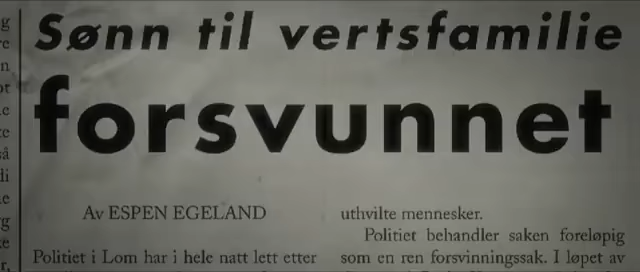 Sønn til vertsfamilie
forsvunnet
Av ESPEN EGELAND
Politiet i Lom har i hele natt lett etter
uthvilte mennesker.
Politiet behandler saken foreløpig
som en ren forsvinningssak. I løpet av